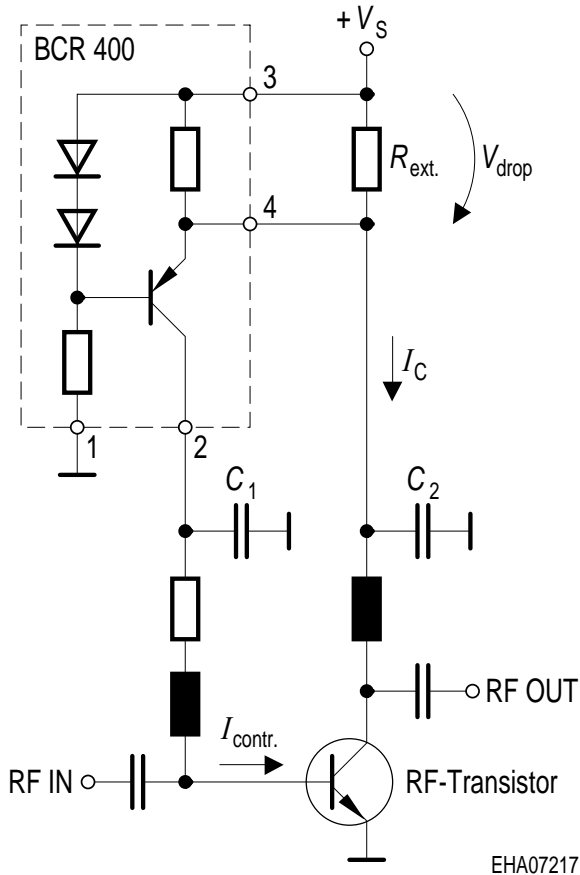 + VS
BCR 400
3
Rext.
Vdrop
4
IC
1
2
C1
C2
RF OUT
Icontr.
RF IN
RF-Transistor
EHA07217